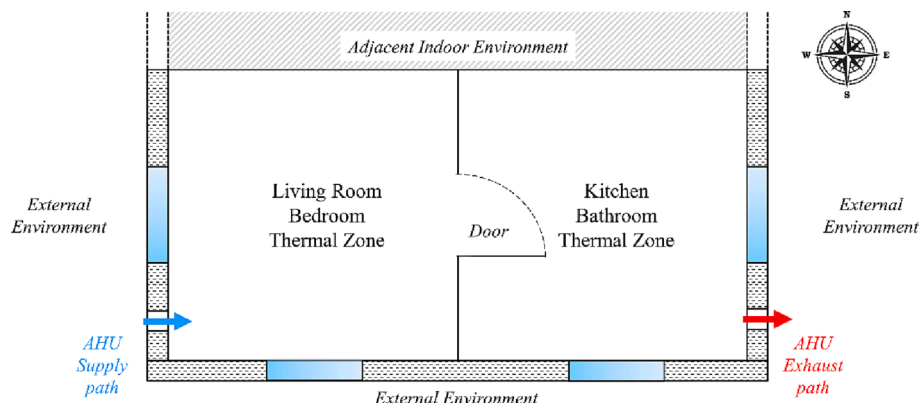 Adjacent Indoor Environment
N
W
E
S
Living Room
Bedroom
Thermal Zone
Kitchen
Bathroom
Thermal Zone
Door
External
Environment
External
Environment
AHU
Supply
path
AHU
Exhaust
path
External Environment